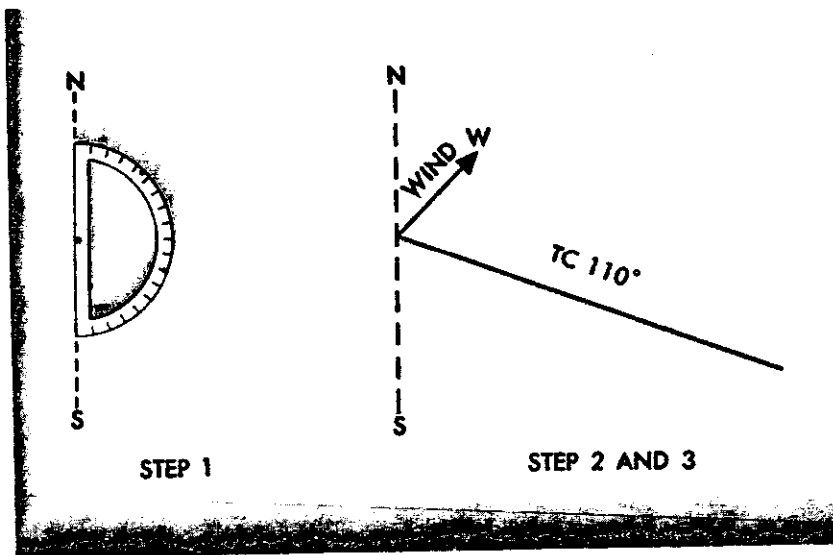 N
S
STEP 1
N
WIND W
TC 110°
S
STEP 2 AND 3